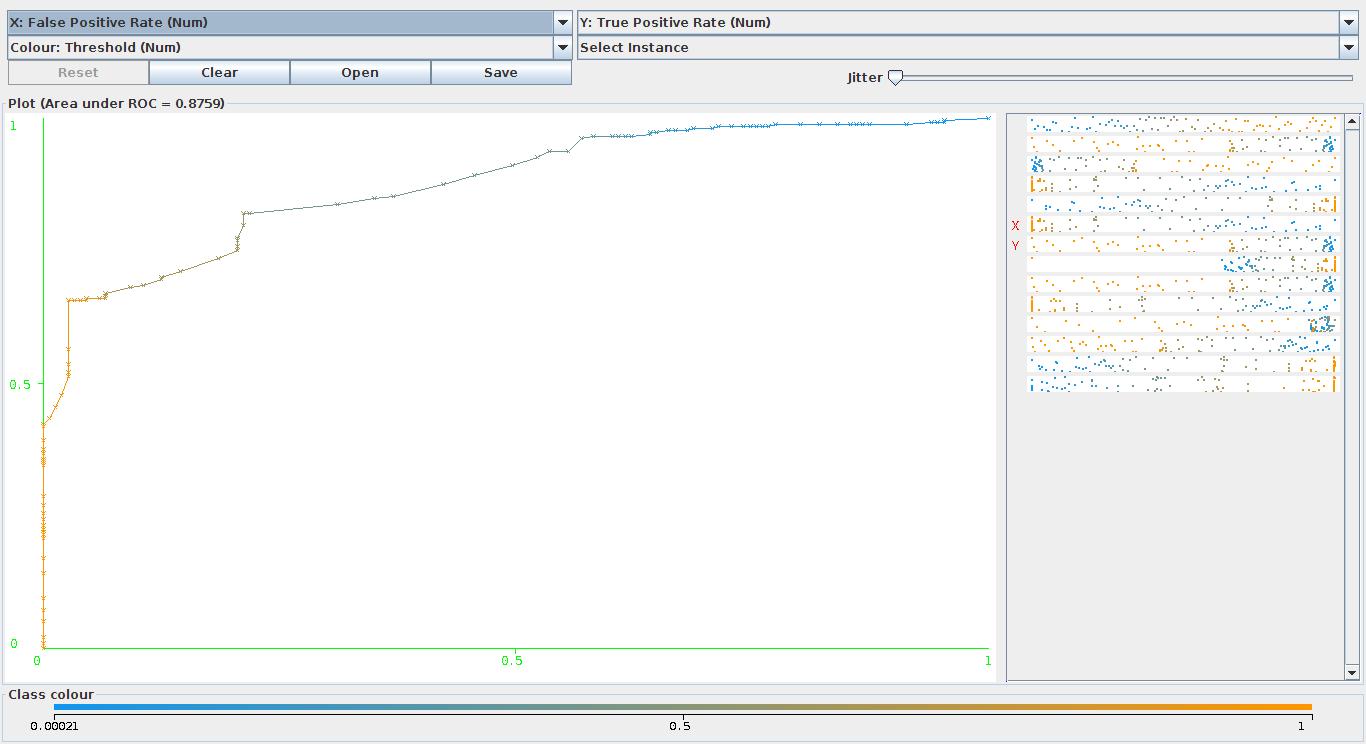 X: False Positive Rate (Num)
Y: True Positive Rate (Num)
Colour: Threshold (Num)
Select Instance
Reset
Clear
Open
Save
Jitter
Plot (Area under ROC = 0.8759)
1
0.5
0
0
0.5
1
X
Y
Class colour
0.00021
0.5
1